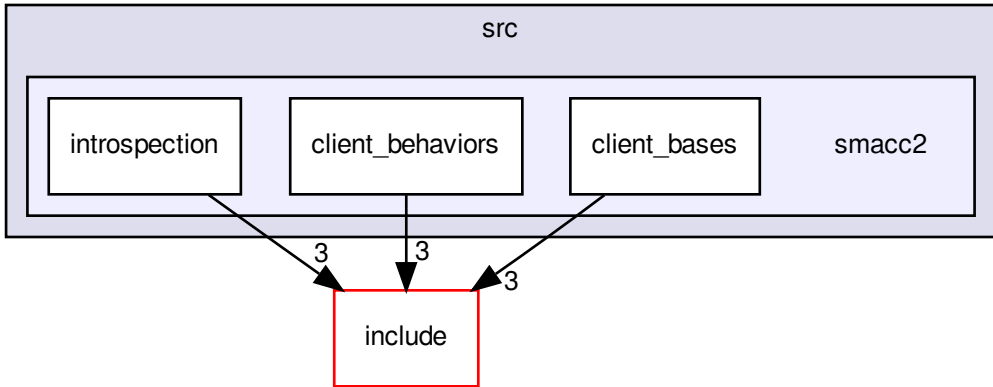 src
introspection
client_behaviors
client_bases
smacc2
3
3
3
include